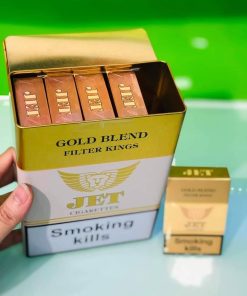 JET JET JET JET
GOLD BLEND
FILTER KINGS
JET
CIGARETTES
Smoking
kills
GOLD BLEND
FILTER KINGS
JET
Smoking
kills